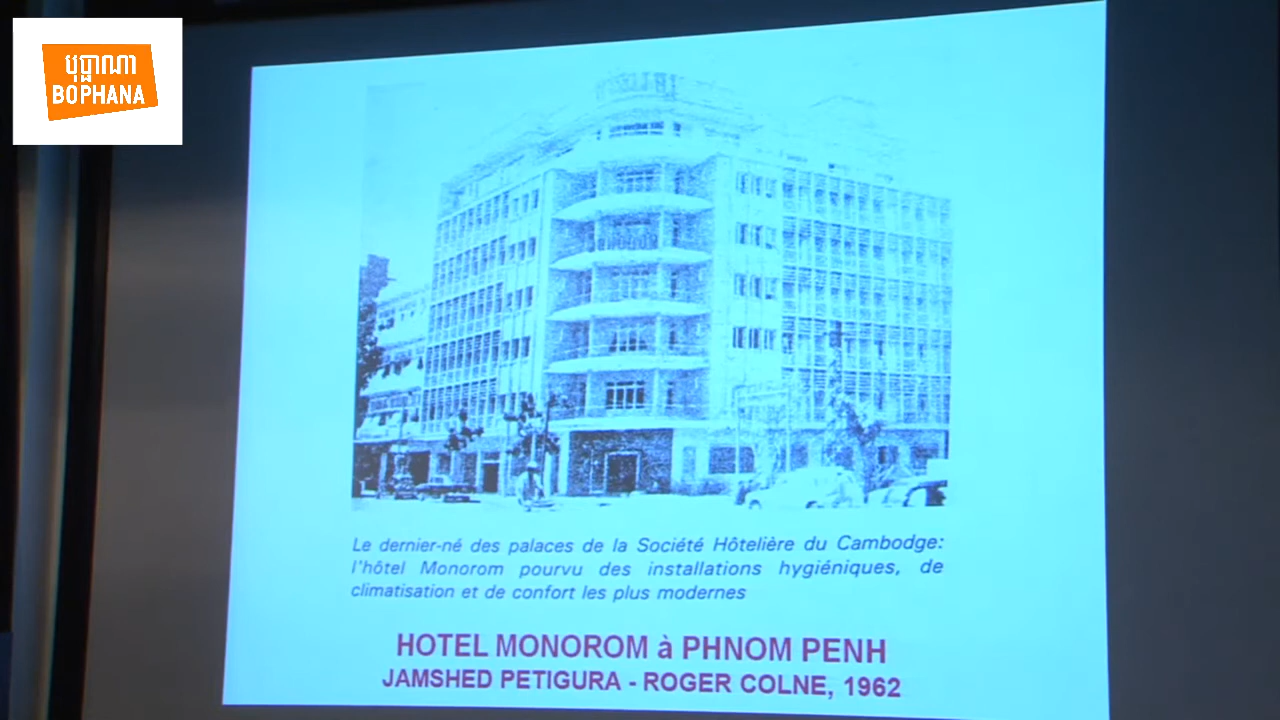 បុប្ផាណា
BOPHANA
Le dernier-né des palaces de la Société Hôtelière du Cambodge:
l'hôtel Monorom pourvu des installations hygiéniques, de
climatisation et de confort les plus modernes
HOTEL MONOROM à PHNOM PENH
JAMSHED PETIGURA - ROGER COLNE, 1962